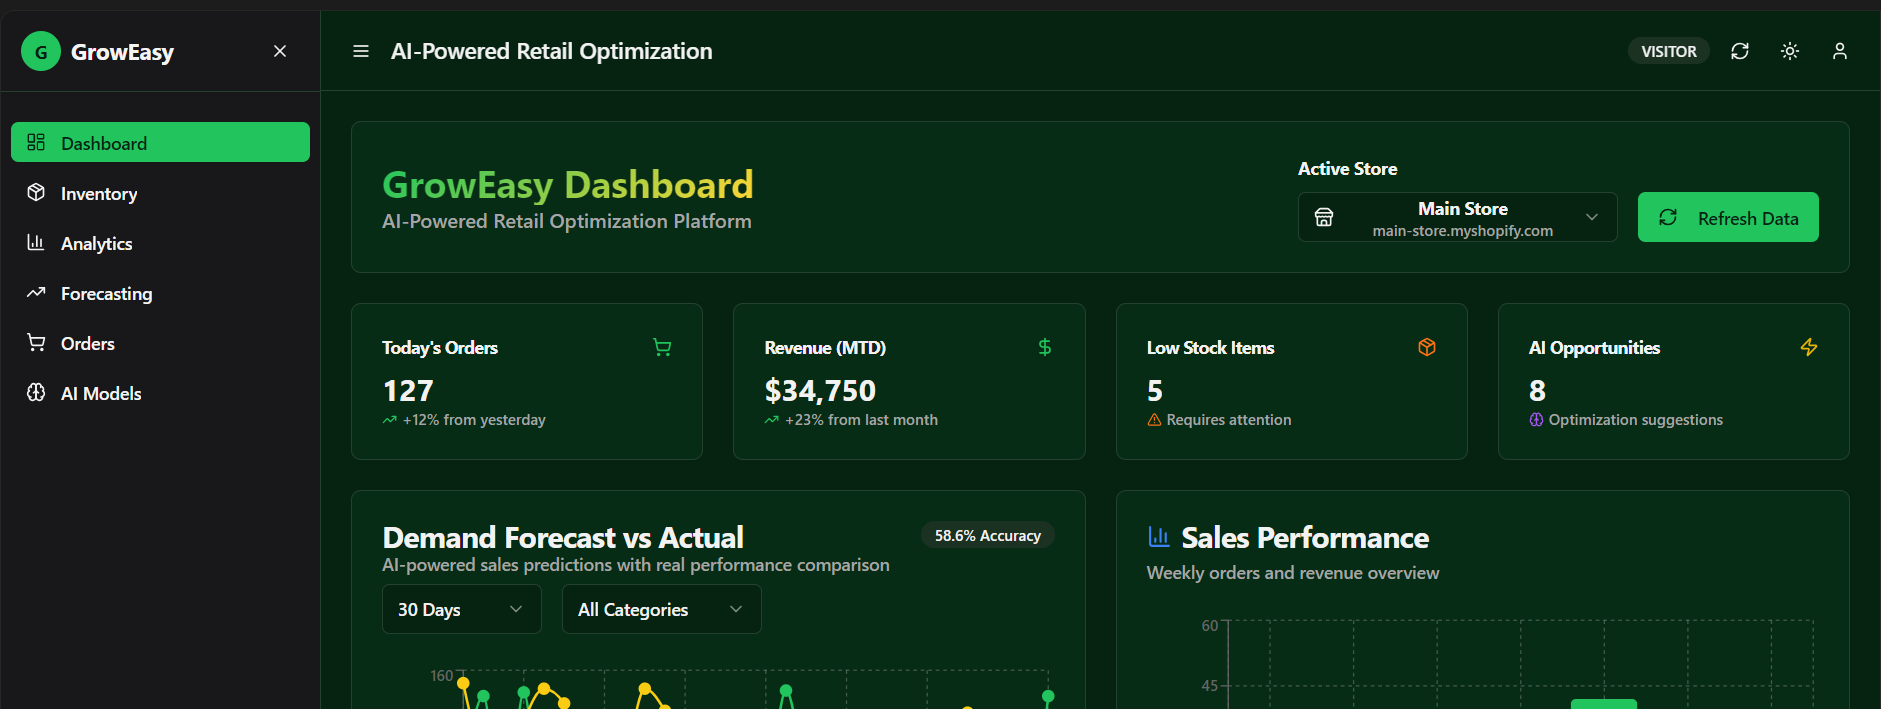 G GrowEasy
AI-Powered Retail Optimization
VISITOR
Dashboard
Inventory
Analytics
Forecasting
Orders
AI Models
GrowEasy Dashboard
AI-Powered Retail Optimization Platform
Active Store
Main Store
main-store.myshopify.com
Refresh Data
Today's Orders
127
+12% from yesterday
Revenue (MTD)
$34,750
+23% from last month
Low Stock Items
5
Requires attention
AI Opportunities
8
Optimization suggestions
Demand Forecast vs Actual
58.6% Accuracy
AI-powered sales predictions with real performance comparison
30 Days
All Categories
160
Sales Performance
Weekly orders and revenue overview
60
45